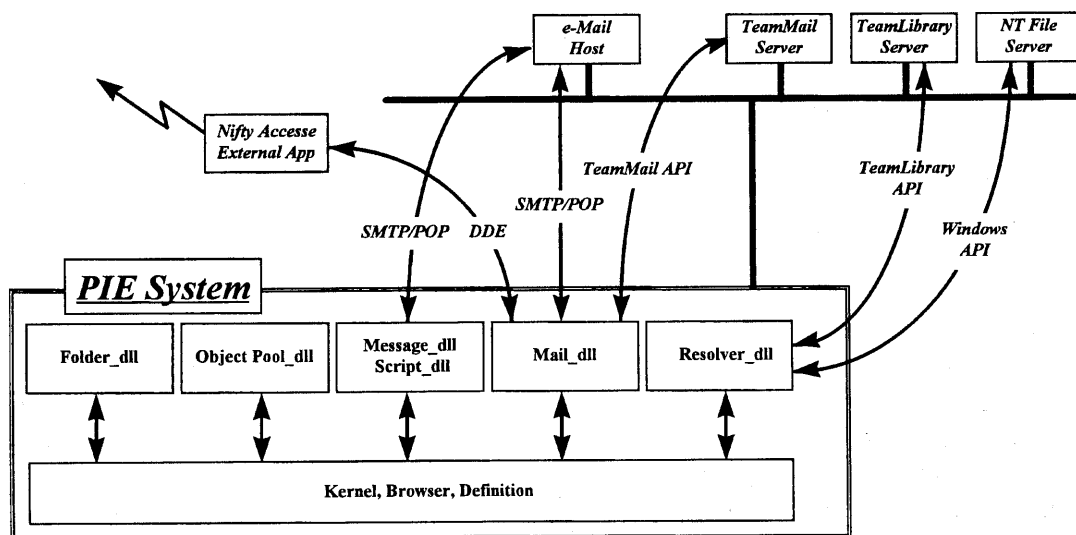 e-Mail
Host
TeamMail
Server
TeamLibrary
Server
NT File
Server
Nifty Accesse
External App
TeamMail API
TeamLibrary
API
SMTP/POP
SMTP/POP
DDE
Windows
API
PIE System
Folder_dll
Object Pool_dll
Message_dll
Script_dll
Mail_dll
Resolver_dll
Kernel, Browser, Definition